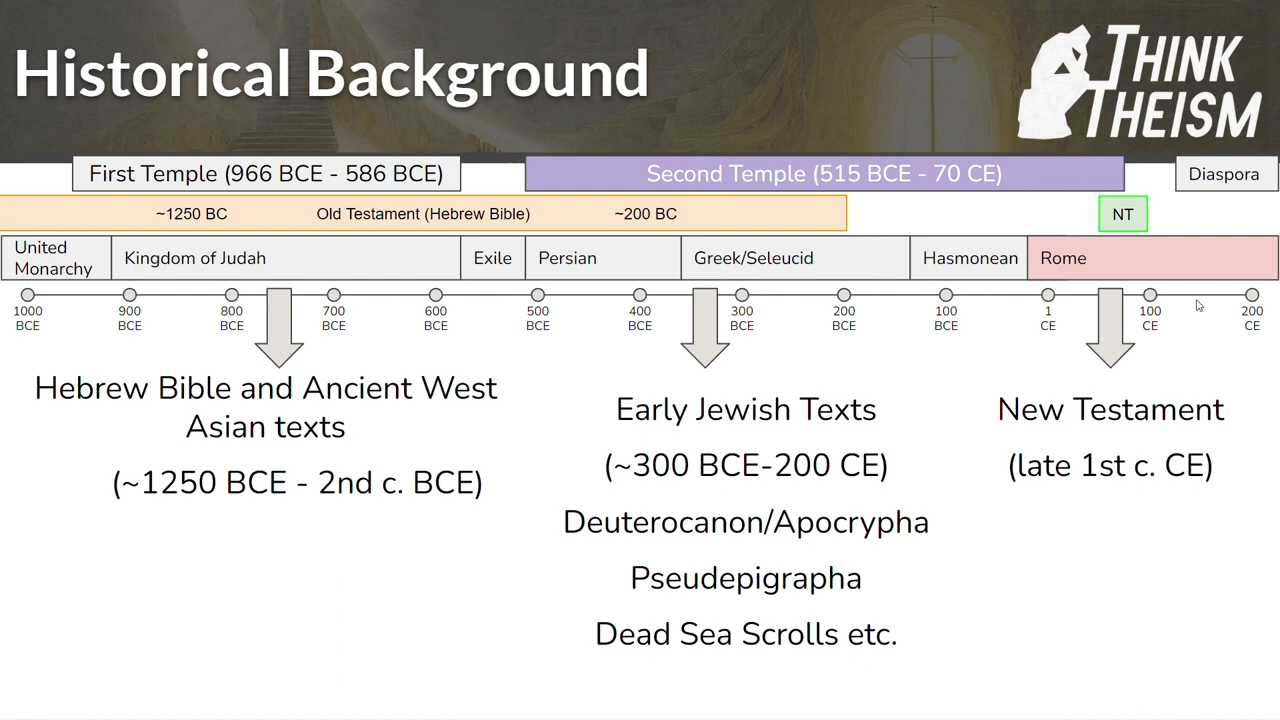 Historical Background
THINK
THEISM
First Temple (966 BCE - 586 BCE)
Second Temple (515 BCE - 70 CE)
Diaspora
~1250 BC
Old Testament (Hebrew Bible)
~200 BC
NT
United
Monarchy
Kingdom of Judah
Exile
Persian
Greek/Seleucid
Hasmonean
Rome
1000
BCE
900
BCE
800
BCE
700
BCE
600
BCE
500
BCE
400
BCE
300
BCE
200
BCE
100
BCE
1
CE
100
CE
200
CE
Hebrew Bible and Ancient West
Asian texts
(~1250 BCE - 2nd c. BCE)
Early Jewish Texts
(~300 BCE-200 CE)
Deuterocanon/Apocrypha
Pseudepigrapha
Dead Sea Scrolls etc.
New Testament
(late 1st c. CE)